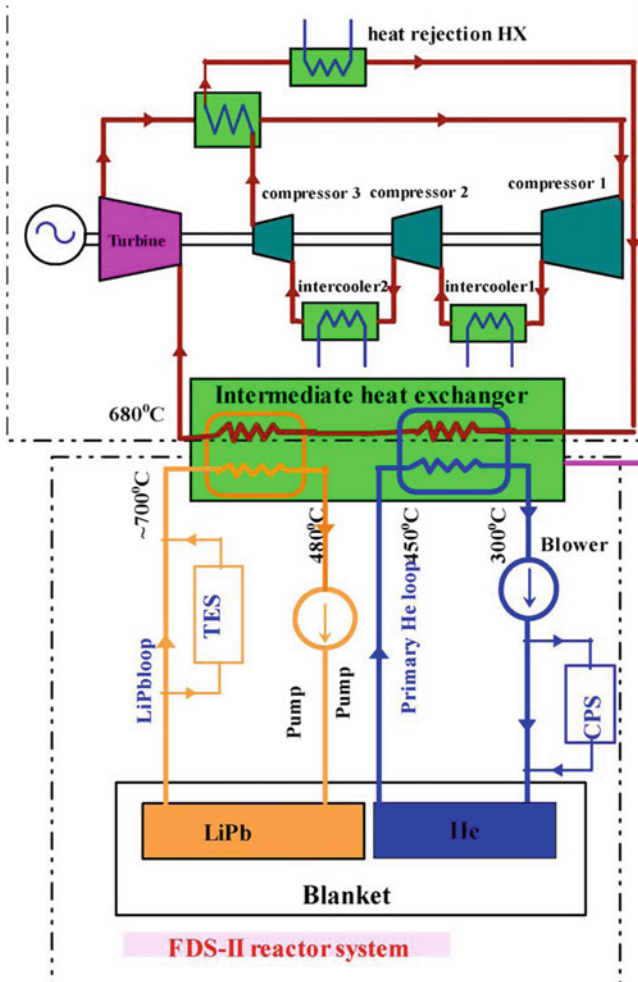 heat rejection HX
compressor 3
compressor 2
compressor 1
Turbine
intercooler2
intercooler1
Intermediate heat exchanger
680⁰C
~700⁰C
480⁰C
450⁰C
300⁰C
Blower
TES
LiPbloop
Pump
Pump
Primary He loop
CPS
LiPb
He
Blanket
FDS-II reactor system